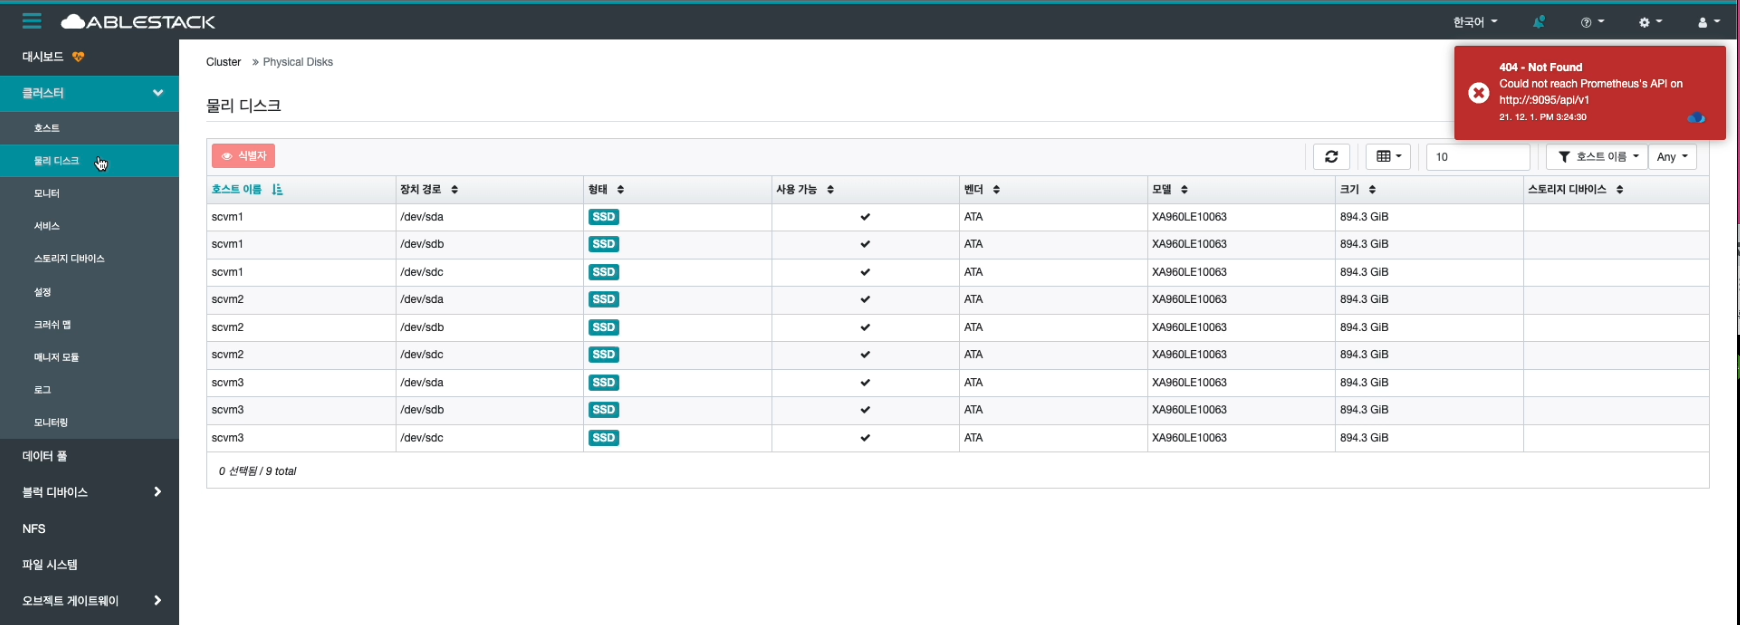 ABLESTACK
한국어
대시보드
클러스터
호스트
물리 디스크
모니터
서비스
스토리지 디바이스
설정
크러쉬 맵
매니저 모듈
로그
모니터링
데이터 풀
블럭 디바이스
NFS
파일 시스템
오브젝트 게이트웨이
Cluster » Physical Disks
404 - Not Found
Could not reach Prometheus's API on
http://:9095/api/v1
21. 12. 1. PM 3:24:30
물리 디스크
식별자 10 호스트 이름 Any
호스트 이름 장치 경로 형태 사용 가능 벤더 모델 크기 스토리지 디바이스
scvm1 /dev/sda SSD ✔ ATA XA960LE10063 894.3 GiB
scvm1 /dev/sdb SSD ✔ ATA XA960LE10063 894.3 GiB
scvm1 /dev/sdc SSD ✔ ATA XA960LE10063 894.3 GiB
scvm2 /dev/sda SSD ✔ ATA XA960LE10063 894.3 GiB
scvm2 /dev/sdb SSD ✔ ATA XA960LE10063 894.3 GiB
scvm2 /dev/sdc SSD ✔ ATA XA960LE10063 894.3 GiB
scvm3 /dev/sda SSD ✔ ATA XA960LE10063 894.3 GiB
scvm3 /dev/sdb SSD ✔ ATA XA960LE10063 894.3 GiB
scvm3 /dev/sdc SSD ✔ ATA XA960LE10063 894.3 GiB
0 선택됨 / 9 total